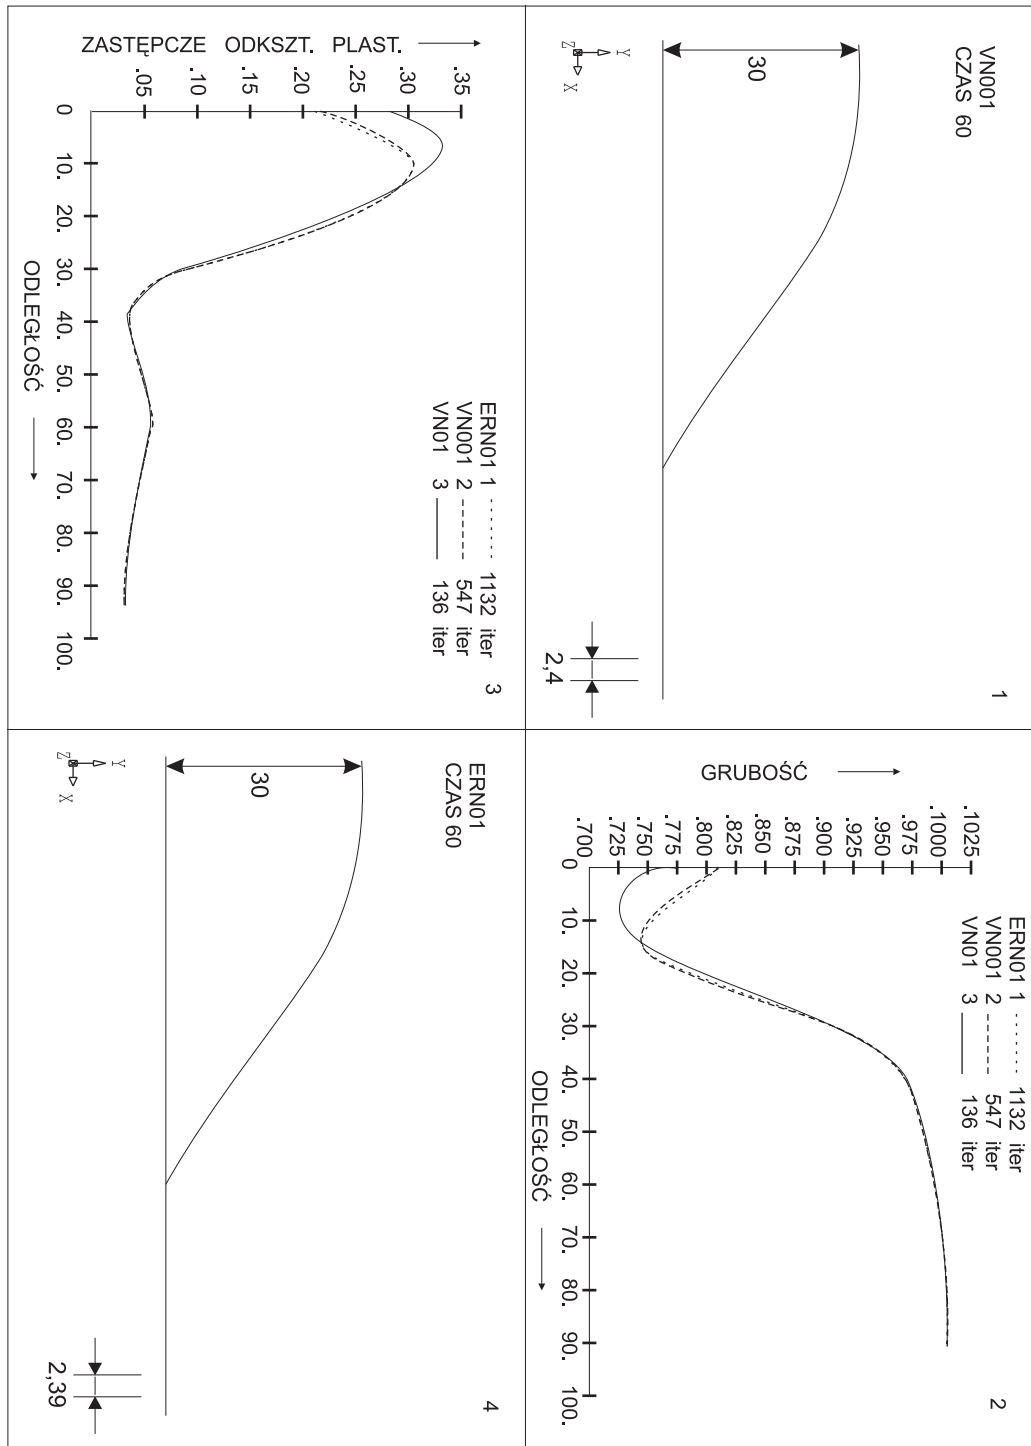 VN001
CZAS 60
30
Y
Z
X
2,4
1
GRUBOŚĆ
.1025
.1000
.975
.950
.925
.900
.875
.850
.825
.800
.775
.750
.725
.700
0
10.
20.
30.
40.
50.
60.
70.
80.
90.
100.
ODLEGŁOŚĆ
ERN01 1 1132 iter
VN001 2 547 iter
VN01 3 136 iter
2
ZASTĘPCZE ODKSZT. PLAST.
.35
.30
.25
.20
.15
.10
.05
0
10.
20.
30.
40.
50.
60.
70.
80.
90.
100.
ODLEGŁOŚĆ
ERN01 1 1132 iter
VN001 2 547 iter
VN01 3 136 iter
3
ERN01
CZAS 60
30
Y
Z
X
2,39
4